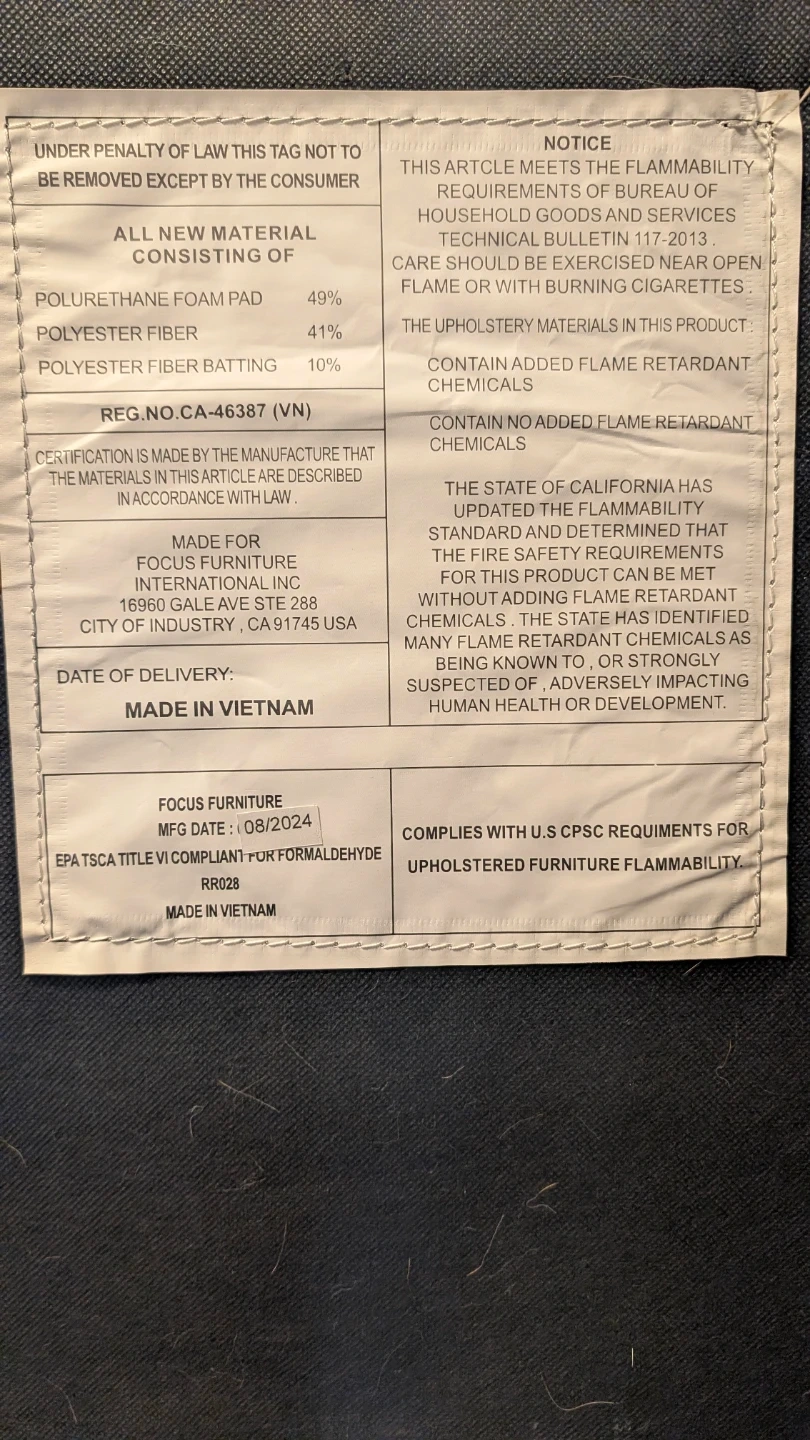 UNDER PENALTY OF LAW THIS TAG NOT TO
BE REMOVED EXCEPT BY THE CONSUMER
ALL NEW MATERIAL
CONSISTING OF
POLURETHANE FOAM PAD 49%
POLYESTER FIBER 41%
POLYESTER FIBER BATTING 10%
REG.NO.CA-46387 (VN)
CERTIFICATION IS MADE BY THE MANUFACTURE THAT
THE MATERIALS IN THIS ARTICLE ARE DESCRIBED
IN ACCORDANCE WITH LAW .
MADE FOR
FOCUS FURNITURE
INTERNATIONAL INC
16960 GALE AVE STE 288
CITY OF INDUSTRY , CA 91745 USA
DATE OF DELIVERY:
MADE IN VIETNAM
NOTICE
THIS ARTCLE MEETS THE FLAMMABILITY
REQUIREMENTS OF BUREAU OF
HOUSEHOLD GOODS AND SERVICES
TECHNICAL BULLETIN 117-2013 .
CARE SHOULD BE EXERCISED NEAR OPEN
FLAME OR WITH BURNING CIGARETTES .
THE UPHOLSTERY MATERIALS IN THIS PRODUCT :
CONTAIN ADDED FLAME RETARDANT
CHEMICALS
CONTAIN NO ADDED FLAME RETARDANT
CHEMICALS
THE STATE OF CALIFORNIA HAS
UPDATED THE FLAMMABILITY
STANDARD AND DETERMINED THAT
THE FIRE SAFETY REQUIREMENTS
FOR THIS PRODUCT CAN BE MET
WITHOUT ADDING FLAME RETARDANT
CHEMICALS . THE STATE HAS IDENTIFIED
MANY FLAME RETARDANT CHEMICALS AS
BEING KNOWN TO , OR STRONGLY
SUSPECTED OF , ADVERSELY IMPACTING
HUMAN HEALTH OR DEVELOPMENT.
FOCUS FURNITURE
MFG DATE : 08/2024
EPA TSCA TITLE VI COMPLIANT FOR FORMALDEHYDE
RR028
MADE IN VIETNAM
COMPLIES WITH U.S CPSC REQUIMENTS FOR
UPHOLSTERED FURNITURE FLAMMABILITY.